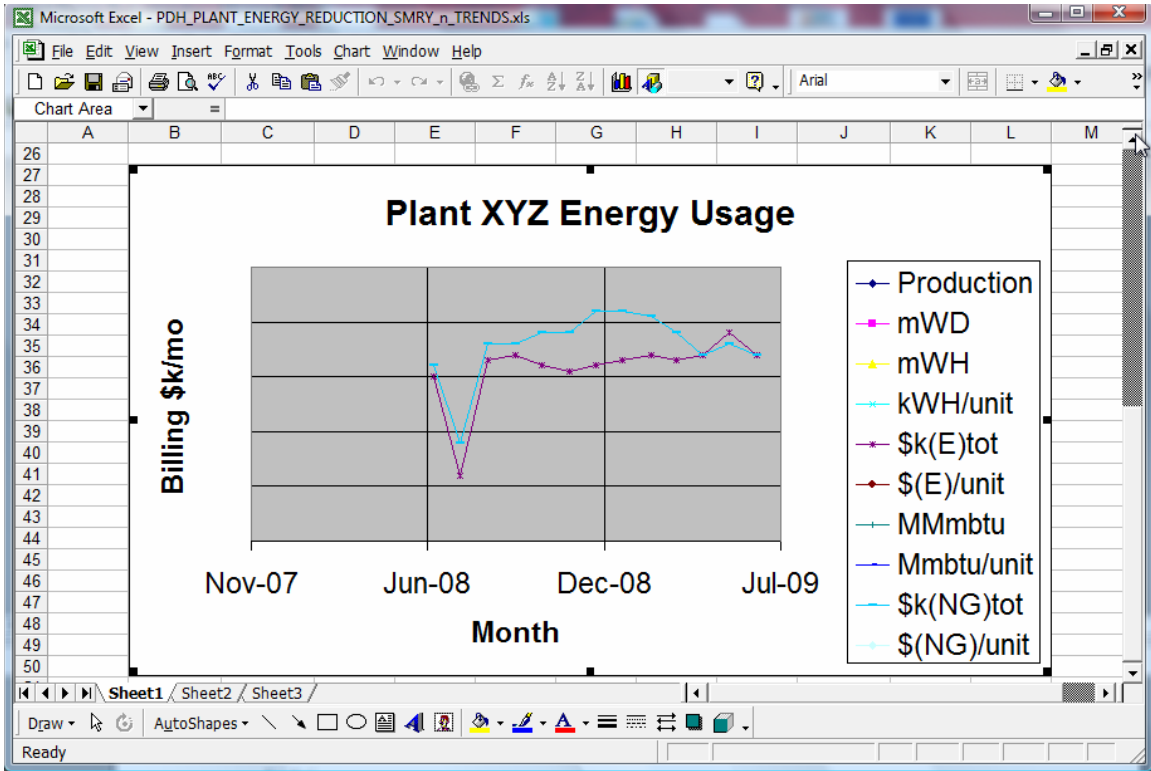 Microsoft Excel - PDH_PLANT_ENERGY_REDUCTION_SMRY_n_TRENDS.xls
File Edit View Insert Format Tools Chart Window Help
Arial
Chart Area =
A B C D E F G H I J K L M
26
27
28
29
30
31
32
33
34
35
36
37
38
39
40
41
42
43
44
45
46
47
48
49
50
Plant XYZ Energy Usage
Billing $k/mo
Nov-07 Jun-08 Dec-08 Jul-09
Month
Production
mWD
mWH
kWH/unit
$k(E)tot
$(E)/unit
MMmbtu
Mmbtu/unit
$k(NG)tot
$(NG)/unit
Sheet1 / Sheet2 / Sheet3 /
Draw AutoShapes
Ready